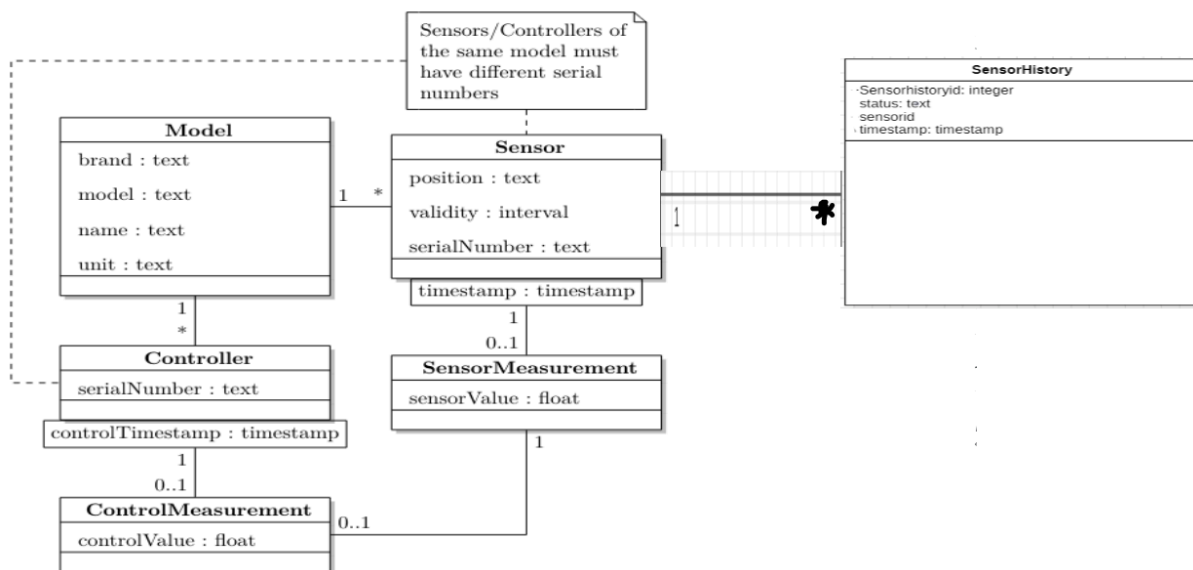 Sensors/Controllers of
the same model must
have different serial
numbers
SensorHistory
Sensorhistoryid: integer
status: text
sensorid
timestamp: timestamp
Model
brand : text
model : text
name : text
unit : text
1
*
Sensor
position : text
validity : interval
serialNumber : text
1
*
timestamp : timestamp
1
0..1
1
*
Controller
serialNumber : text
controlTimestamp : timestamp
1
0..1
SensorMeasurement
sensorValue : float
1
ControlMeasurement
controlValue : float
0..1